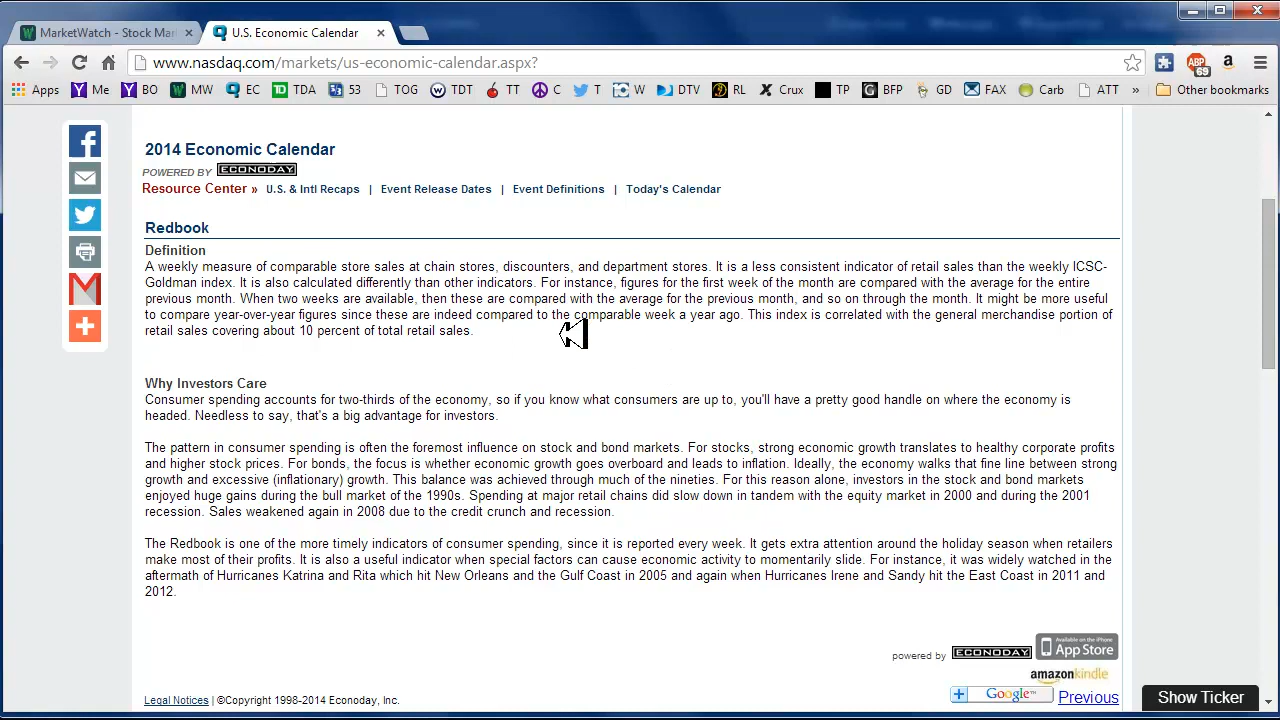 MarketWatch - Stock Mar
U.S. Economic Calendar
www.nasdaq.com/markets/us-economic-calendar.aspx?
ABP 69
Apps Me BO MW EC TDA 53 TOG TDT TT C T W DTV RL Crux TP BFP GD FAX Carb ATT » Other bookmarks
2014 Economic Calendar
POWERED BY ECONODAY
Resource Center » U.S. & Intl Recaps | Event Release Dates | Event Definitions | Today's Calendar
Redbook
Definition
A weekly measure of comparable store sales at chain stores, discounters, and department stores. It is a less consistent indicator of retail sales than the weekly ICSC-
Goldman index. It is also calculated differently than other indicators. For instance, figures for the first week of the month are compared with the average for the entire
previous month. When two weeks are available, then these are compared with the average for the previous month, and so on through the month. It might be more useful
to compare year-over-year figures since these are indeed compared to the comparable week a year ago. This index is correlated with the general merchandise portion of
retail sales covering about 10 percent of total retail sales.
Why Investors Care
Consumer spending accounts for two-thirds of the economy, so if you know what consumers are up to, you'll have a pretty good handle on where the economy is
headed. Needless to say, that's a big advantage for investors.
The pattern in consumer spending is often the foremost influence on stock and bond markets. For stocks, strong economic growth translates to healthy corporate profits
and higher stock prices. For bonds, the focus is whether economic growth goes overboard and leads to inflation. Ideally, the economy walks that fine line between strong
growth and excessive (inflationary) growth. This balance was achieved through much of the nineties. For this reason alone, investors in the stock and bond markets
enjoyed huge gains during the bull market of the 1990s. Spending at major retail chains did slow down in tandem with the equity market in 2000 and during the 2001
recession. Sales weakened again in 2008 due to the credit crunch and recession.
The Redbook is one of the more timely indicators of consumer spending, since it is reported every week. It gets extra attention around the holiday season when retailers
make most of their profits. It is also a useful indicator when special factors can cause economic activity to momentarily slide. For instance, it was widely watched in the
aftermath of Hurricanes Katrina and Rita which hit New Orleans and the Gulf Coast in 2005 and again when Hurricanes Irene and Sandy hit the East Coast in 2011 and
2012.
powered by ECONODAY Available on the iPhone App Store
amazonkindle
Google™ Previous
Legal Notices | ©Copyright 1998-2014 Econoday, Inc.
Show Ticker